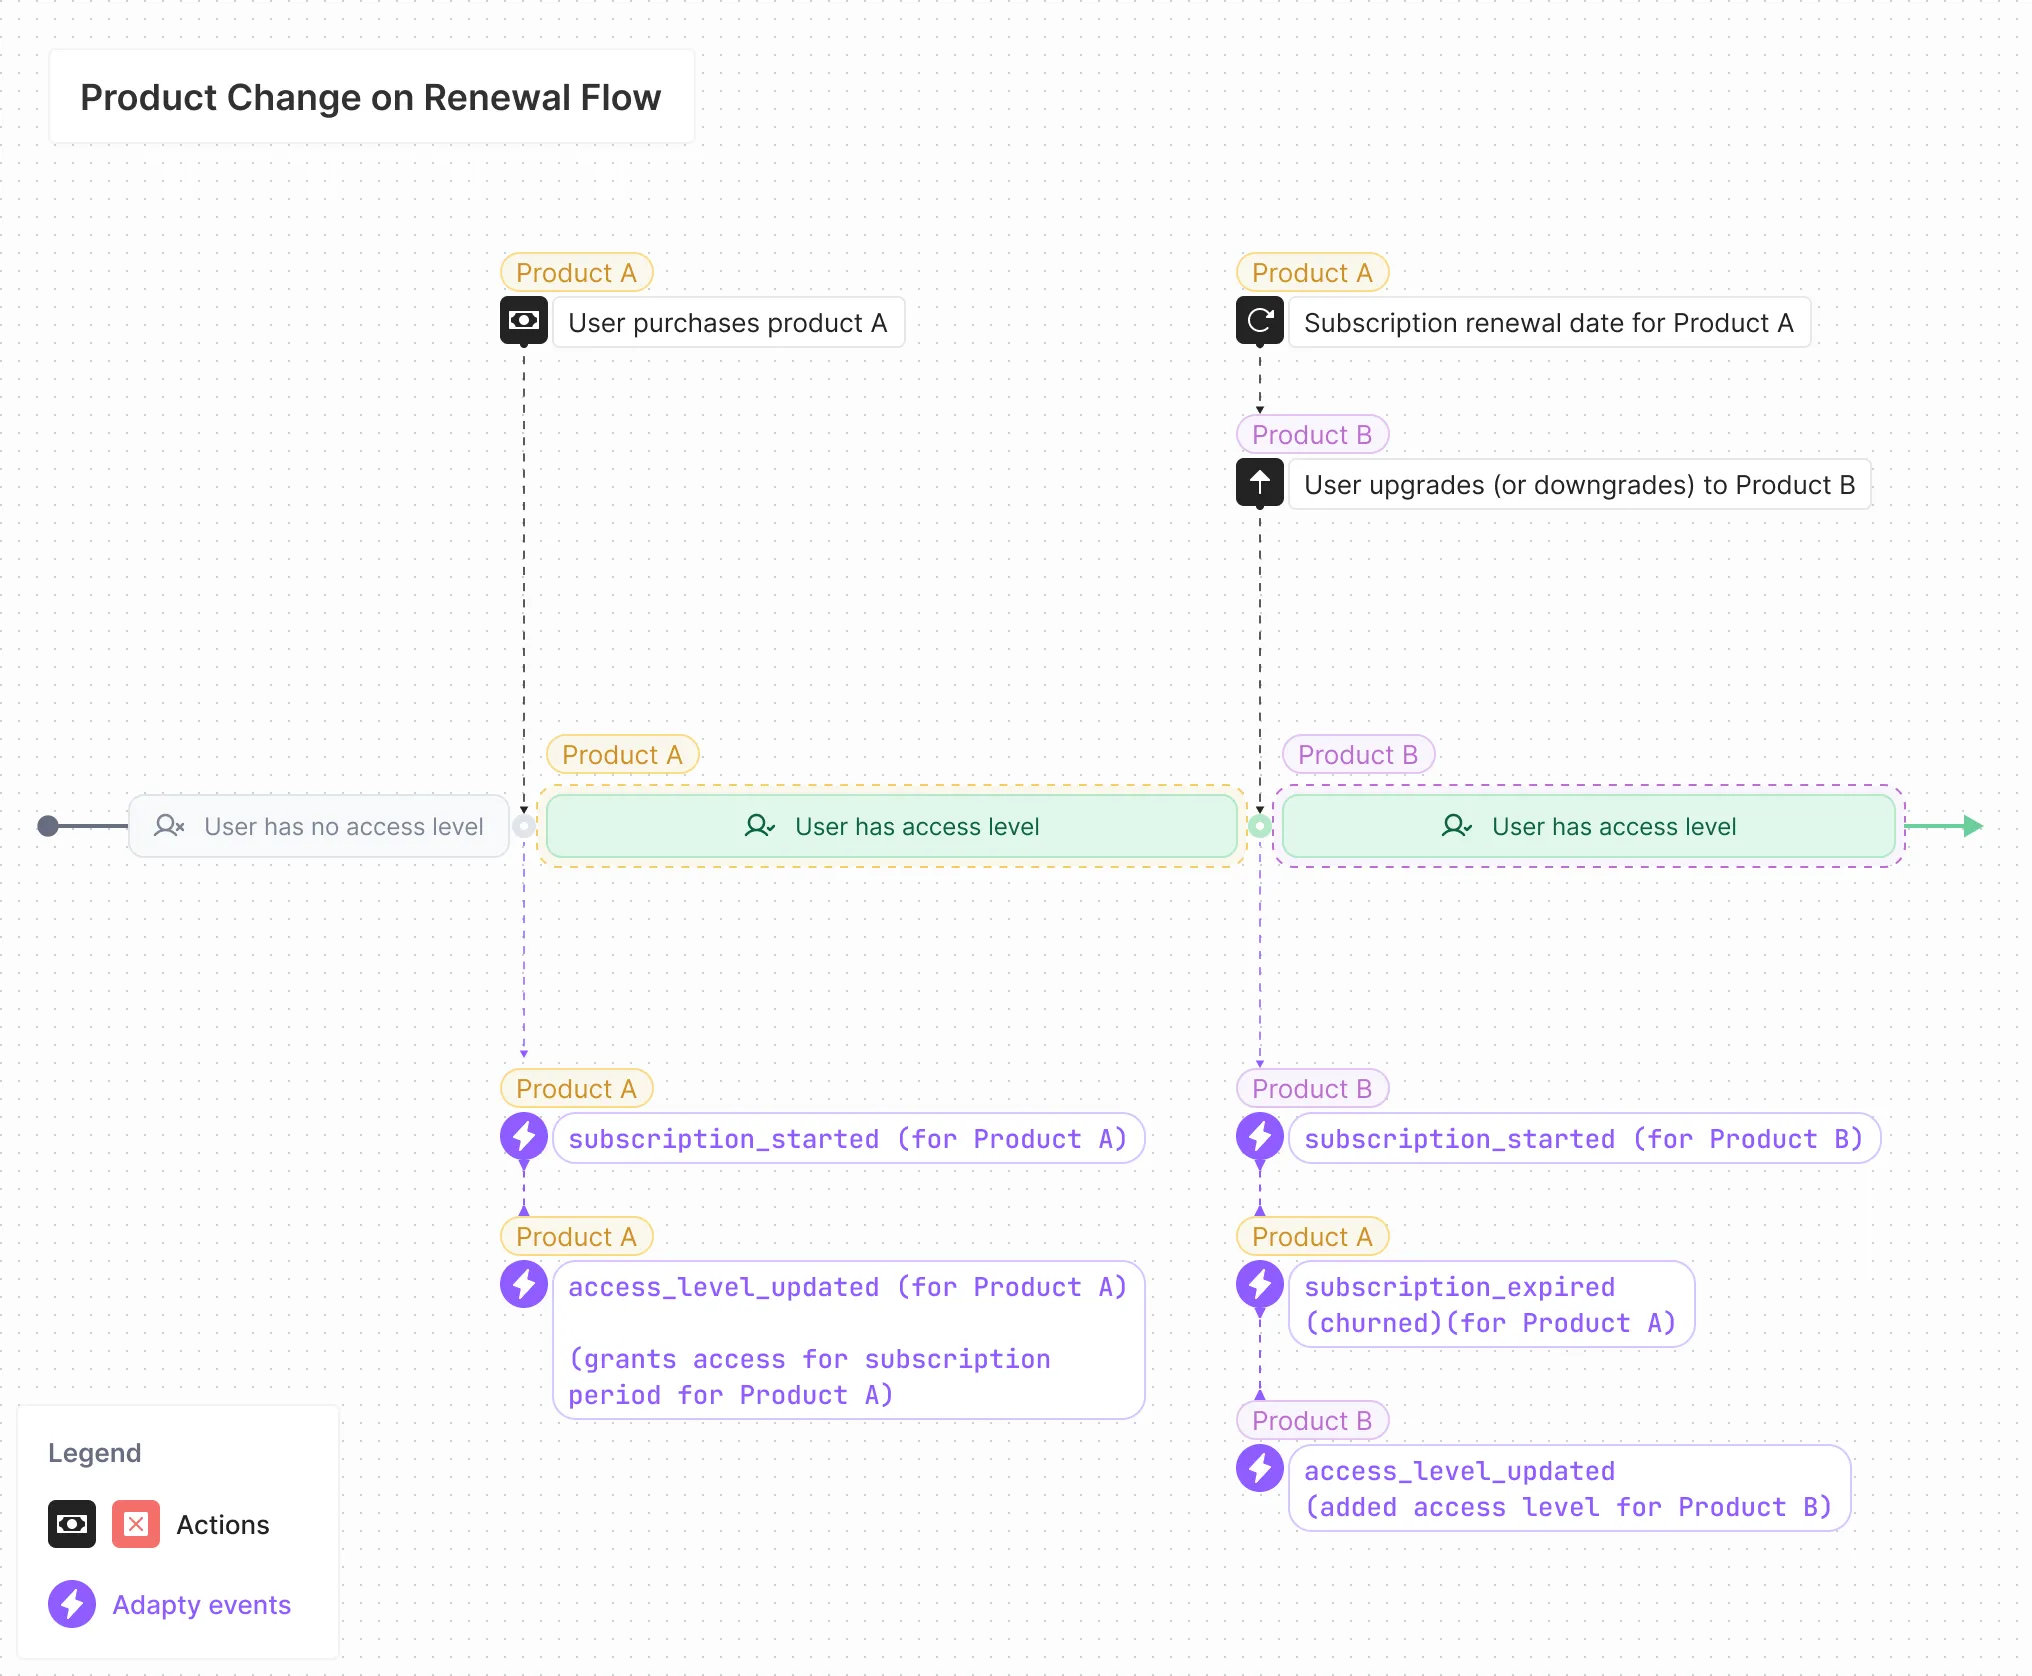 Product Change on Renewal Flow
Product A
User purchases product A
Product A
Subscription renewal date for Product A
Product B
User upgrades (or downgrades) to Product B
User has no access level
Product A
User has access level
Product B
User has access level
Product A
subscription_started (for Product A)
Product A
access_level_updated (for Product A)
(grants access for subscription
period for Product A)
Product B
subscription_started (for Product B)
Product A
subscription_expired
(churned)(for Product A)
Product B
access_level_updated
(added access level for Product B)
Legend
Actions
Adapty events